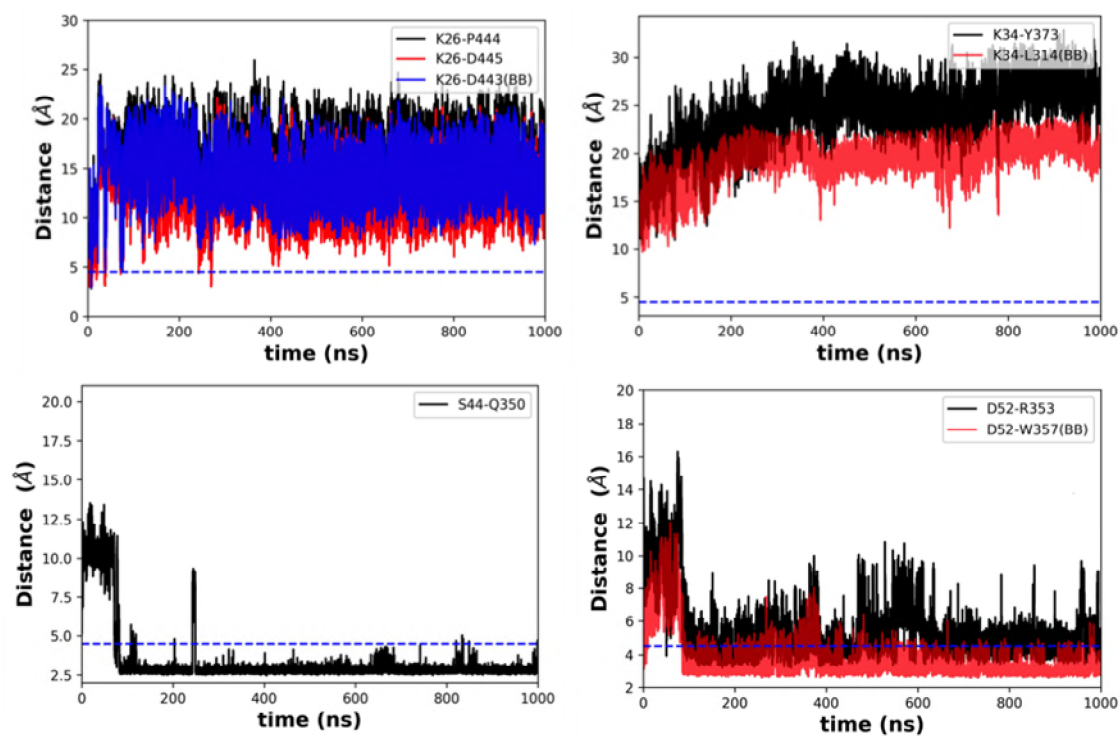 30
25
20
15
10
5
0
Distance (Å)
K26-P444
K26-D445
K26-D443(BB)
0 200 400 600 800 1000
time (ns)
30
25
20
15
10
5
Distance (Å)
K34-Y373
K34-L314(BB)
0 200 400 600 800 1000
time (ns)
20.0
17.5
15.0
12.5
10.0
7.5
5.0
2.5
Distance (Å)
S44-Q350
0 200 400 600 800 1000
time (ns)
20
18
16
14
12
10
8
6
4
2
Distance (Å)
D52-R353
D52-W357(BB)
0 200 400 600 800 1000
time (ns)